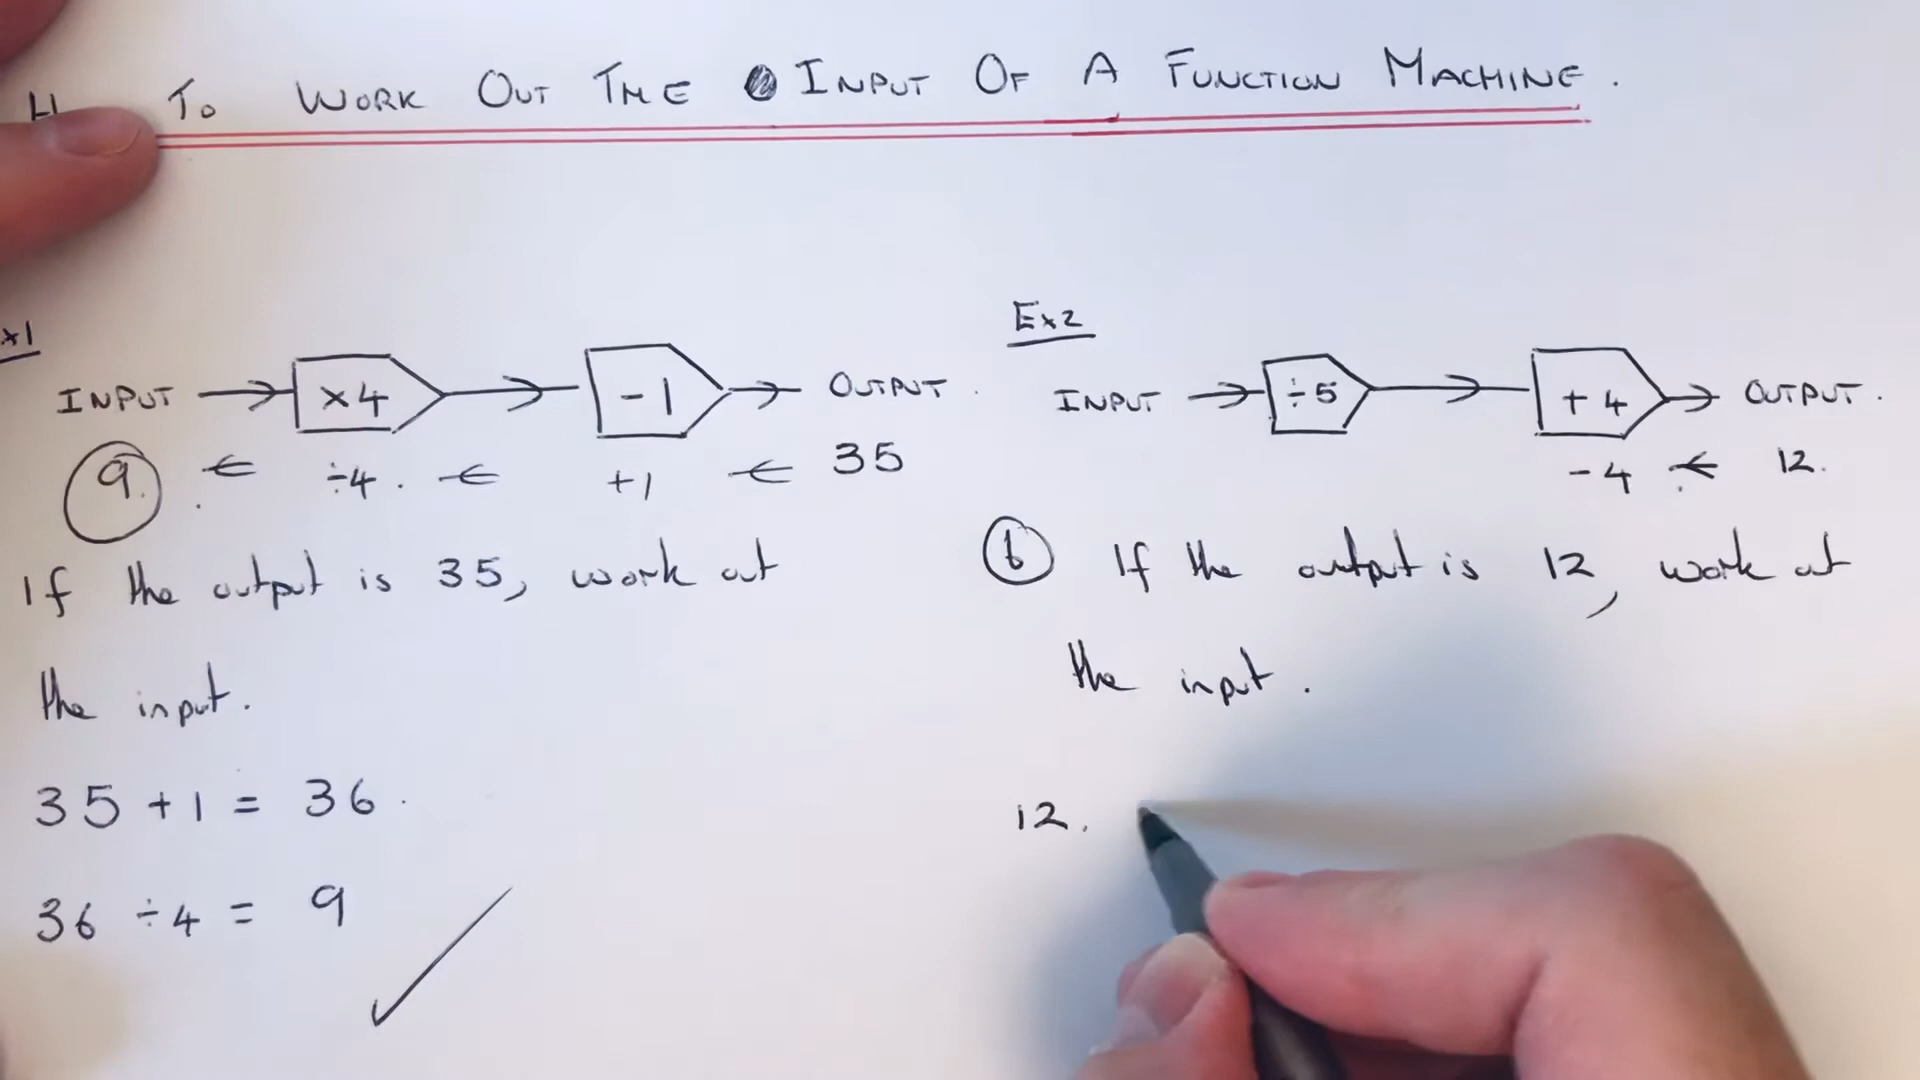 To WORK OUT THE INPUT OF A FUNCTION MACHINE.
Ex2
INPUT ×4 -1 OUTPUT
9. ÷4. +1 35
If the output is 35, work out
the input.
35 + 1 = 36
36 ÷ 4 = 9
INPUT ÷5 +4 OUTPUT.
-4 12.
If the output is 12, work out
the input.
12.